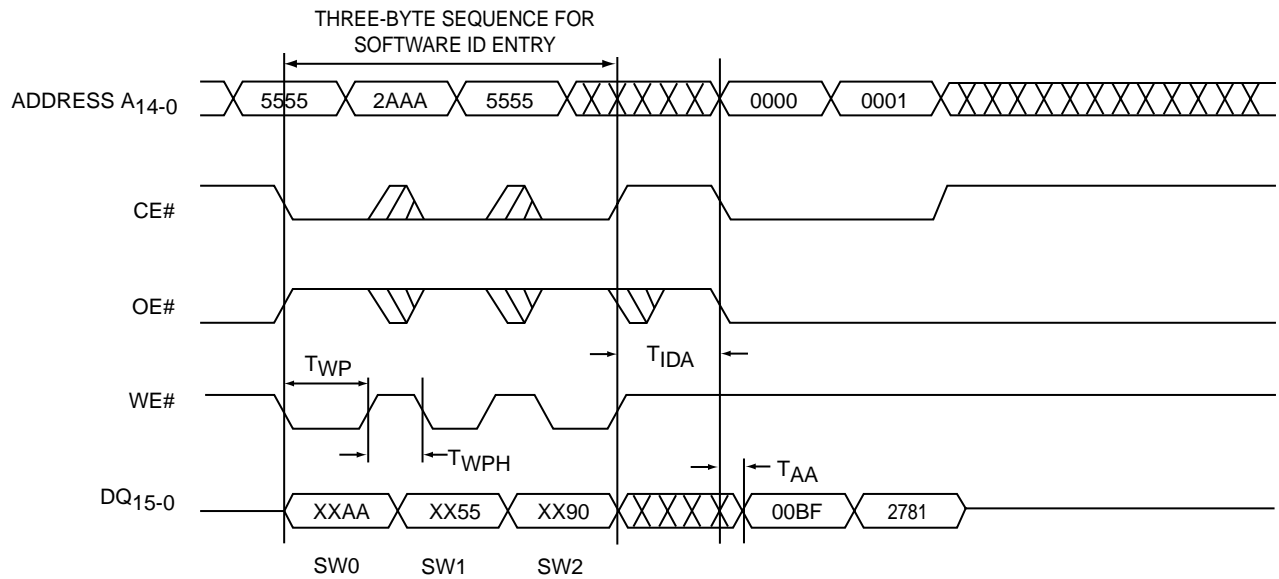 THREE-BYTE SEQUENCE FOR
SOFTWARE ID ENTRY
ADDRESS A14-0
5555 2AAA 5555 0000 0001
CE#
OE#
TWP
TIDA
WE#
TWPH
TAA
DQ15-0
XXAA XX55 XX90 00BF 2781
SW0 SW1 SW2